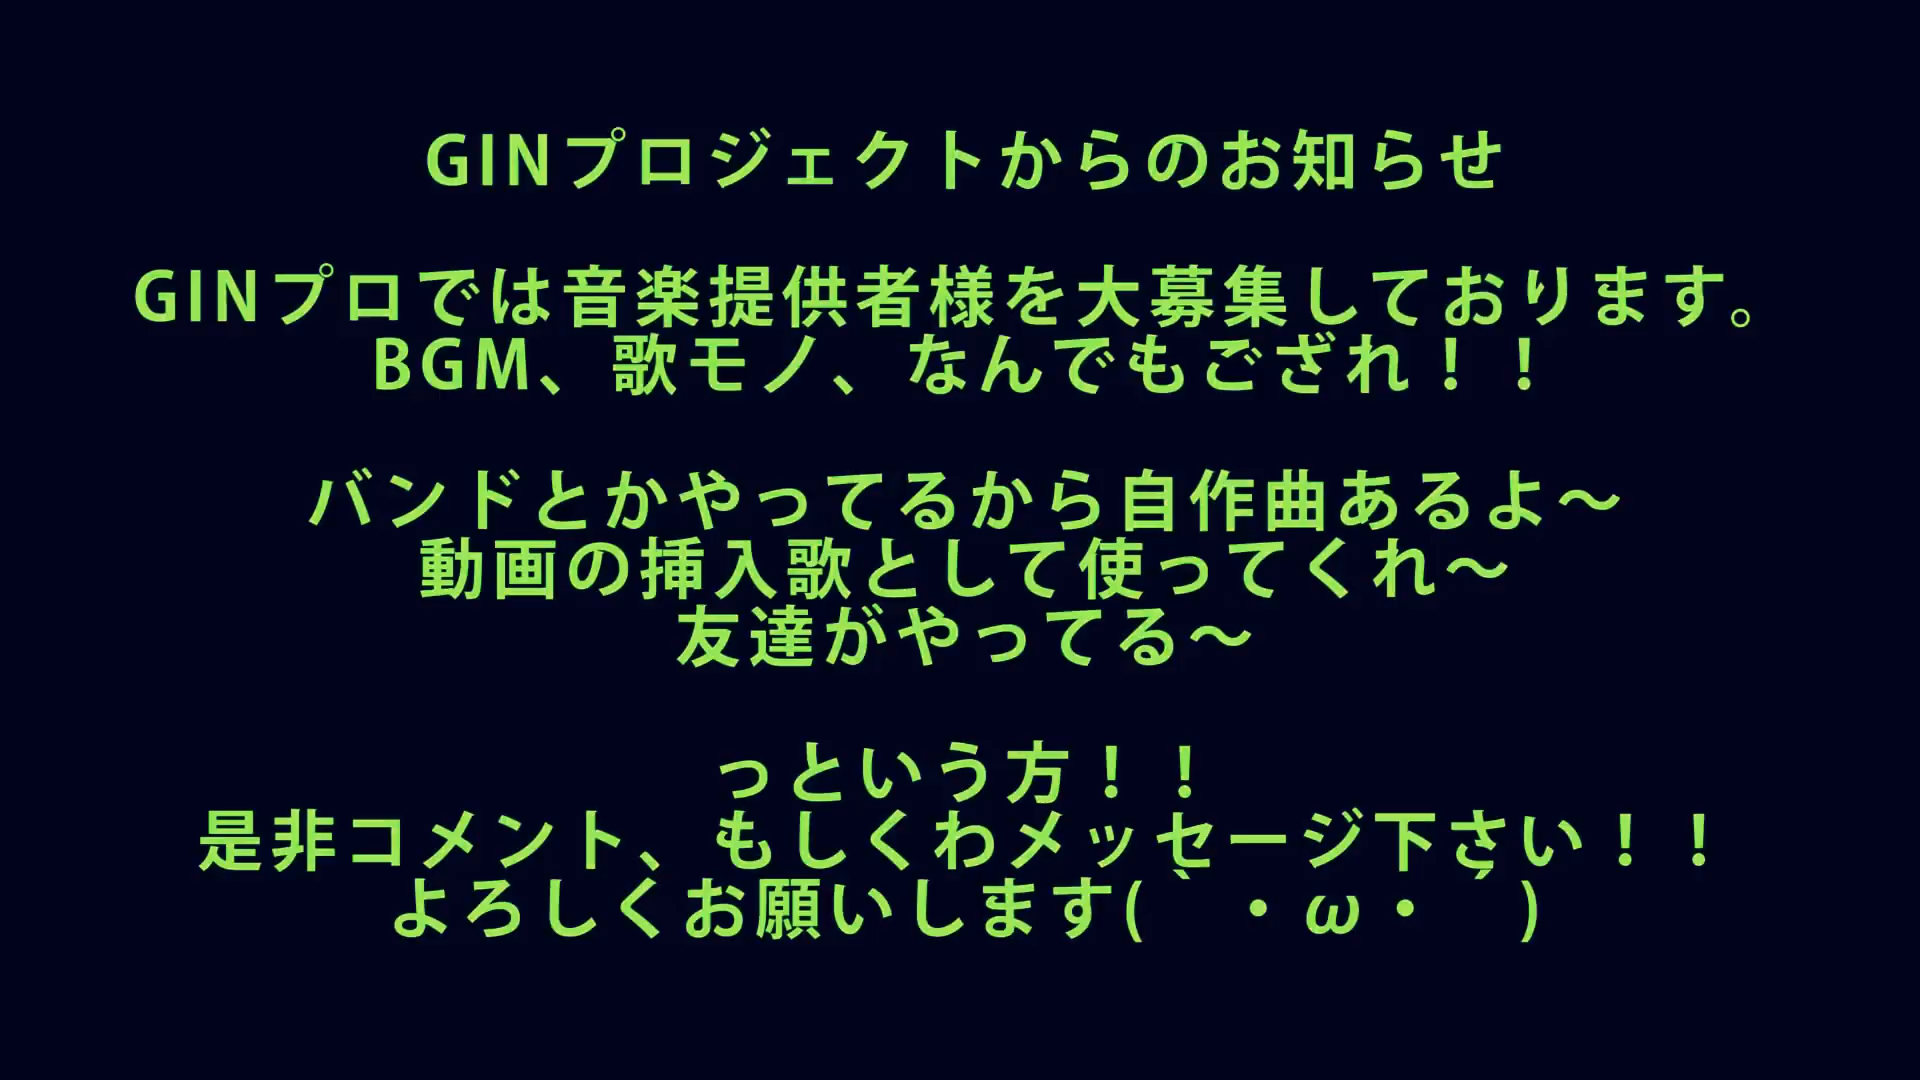 GINプロジェクトからのお知らせ
GINプロでは音楽提供者様を大募集しております。
BGM、歌モノ、なんでもござれ！！
バンドとかやってるから自作曲あるよ～
動画の挿入歌として使ってくれ～
友達がやってる～
っという方！！
是非コメント、もしくわメッセージ下さい！！
よろしくお願いします(｀・ω・´)